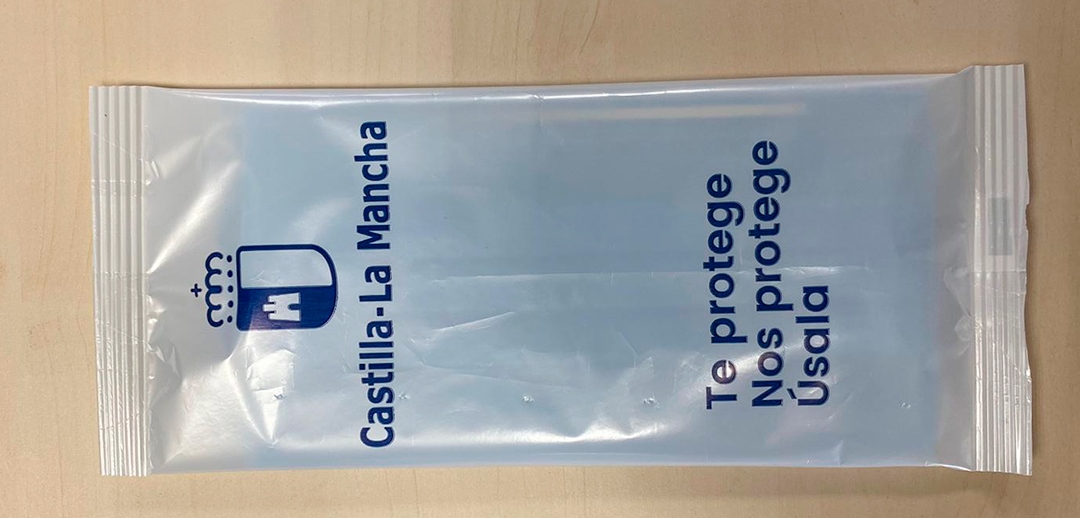 Castilla-La Mancha
Te protege
Nos protege
Úsala